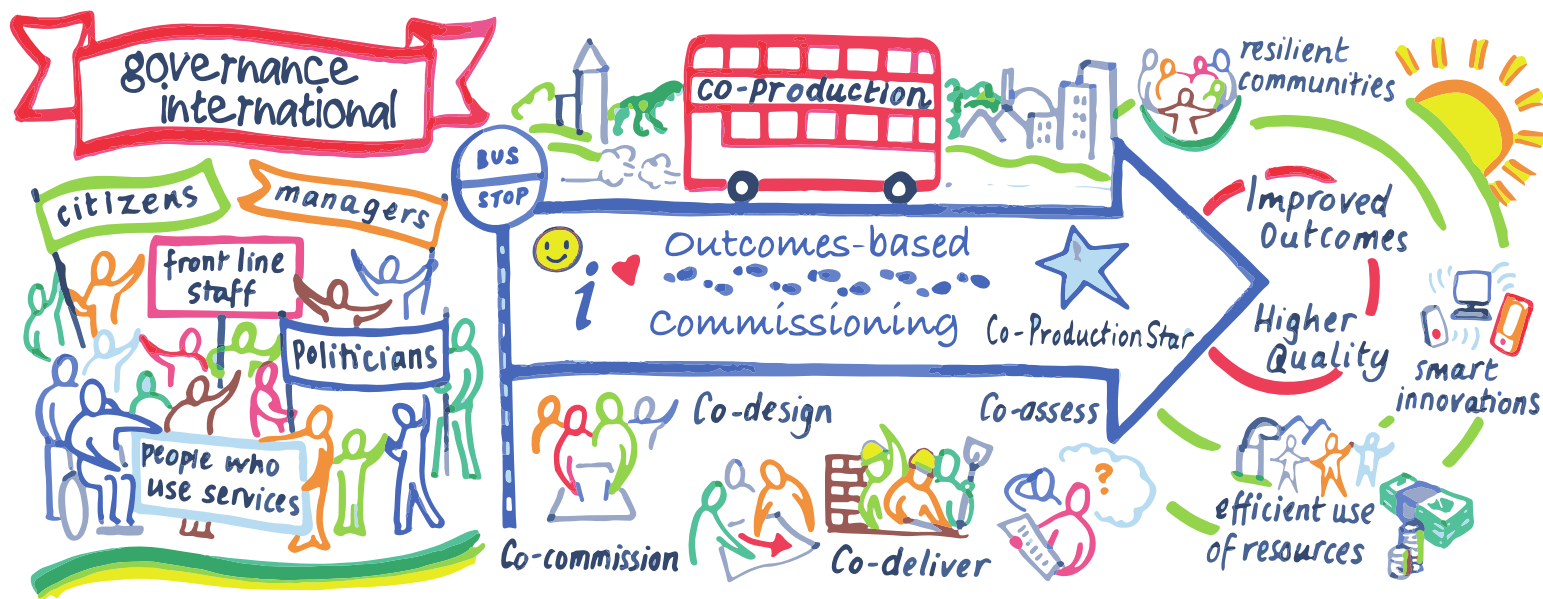 governance
international
citizens
managers
front line
staff
politicians
people who
use services
BUS
STOP
co-production
i
Outcomes-based
Commissioning
Co-Production Star
Co-commission
Co-design
Co-deliver
Co-assess
?
resilient
communities
Improved
Outcomes
Higher
Quality
smart
innovations
efficient use
of resources